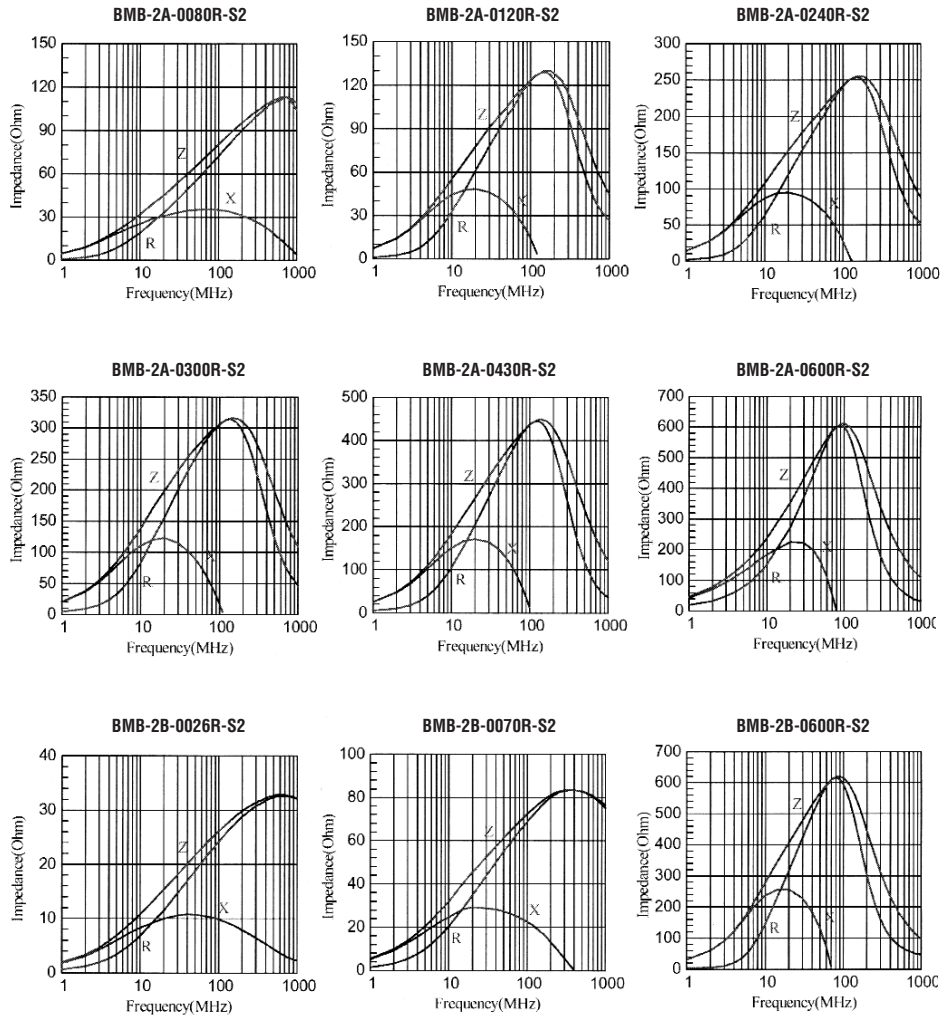 BMB-2A-0080R-S2
150
120
90
60
30
0
Impedance(Ohm)
Z
X
R
1 10 100 1000
Frequency(MHz)
BMB-2A-0120R-S2
150
120
90
60
30
0
Impedance(Ohm)
Z
X
R
1 10 100 1000
Frequency(MHz)
BMB-2A-0240R-S2
300
250
200
150
100
50
0
Impedance(Ohm)
Z
X
R
1 10 100 1000
Frequency(MHz)
BMB-2A-0300R-S2
350
300
250
200
150
100
50
0
Impedance(Ohm)
Z
X
R
1 10 100 1000
Frequency(MHz)
BMB-2A-0430R-S2
500
400
300
200
100
0
Impedance(Ohm)
Z
X
R
1 10 100 1000
Frequency(MHz)
BMB-2A-0600R-S2
700
600
500
400
300
200
100
0
Impedance(Ohm)
Z
X
R
1 10 100 1000
Frequency(MHz)
BMB-2B-0026R-S2
40
30
20
10
0
Impedance(Ohm)
Z
X
R
1 10 100 1000
Frequency(MHz)
BMB-2B-0070R-S2
100
80
60
40
20
0
Impedance(Ohm)
Z
X
R
1 10 100 1000
Frequency(MHz)
BMB-2B-0600R-S2
700
600
500
400
300
200
100
0
Impedance(Ohm)
Z
X
R
1 10 100 1000
Frequency(MHz)